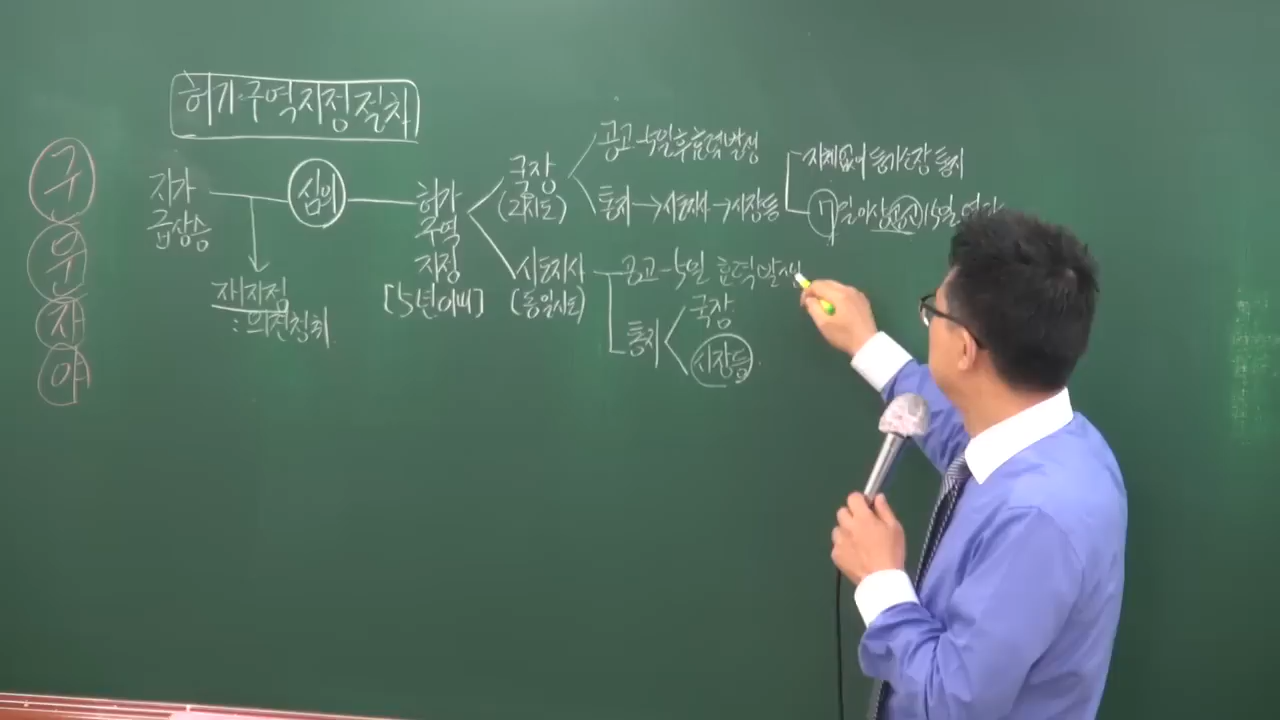 허가구역지정절차
구
우
자
야
지가
급상승
심의
재지정
: 의견청취
허가
구역
지정
[5년이내]
국장
(2시도)
공고-5일후효력발생
통지→시도지사→시장등
지체없이 등기소장 통지
7일이상 공고 15일 열람
시도지사
(동일시도)
공고-5일 효력발생
통지
국장
시장등